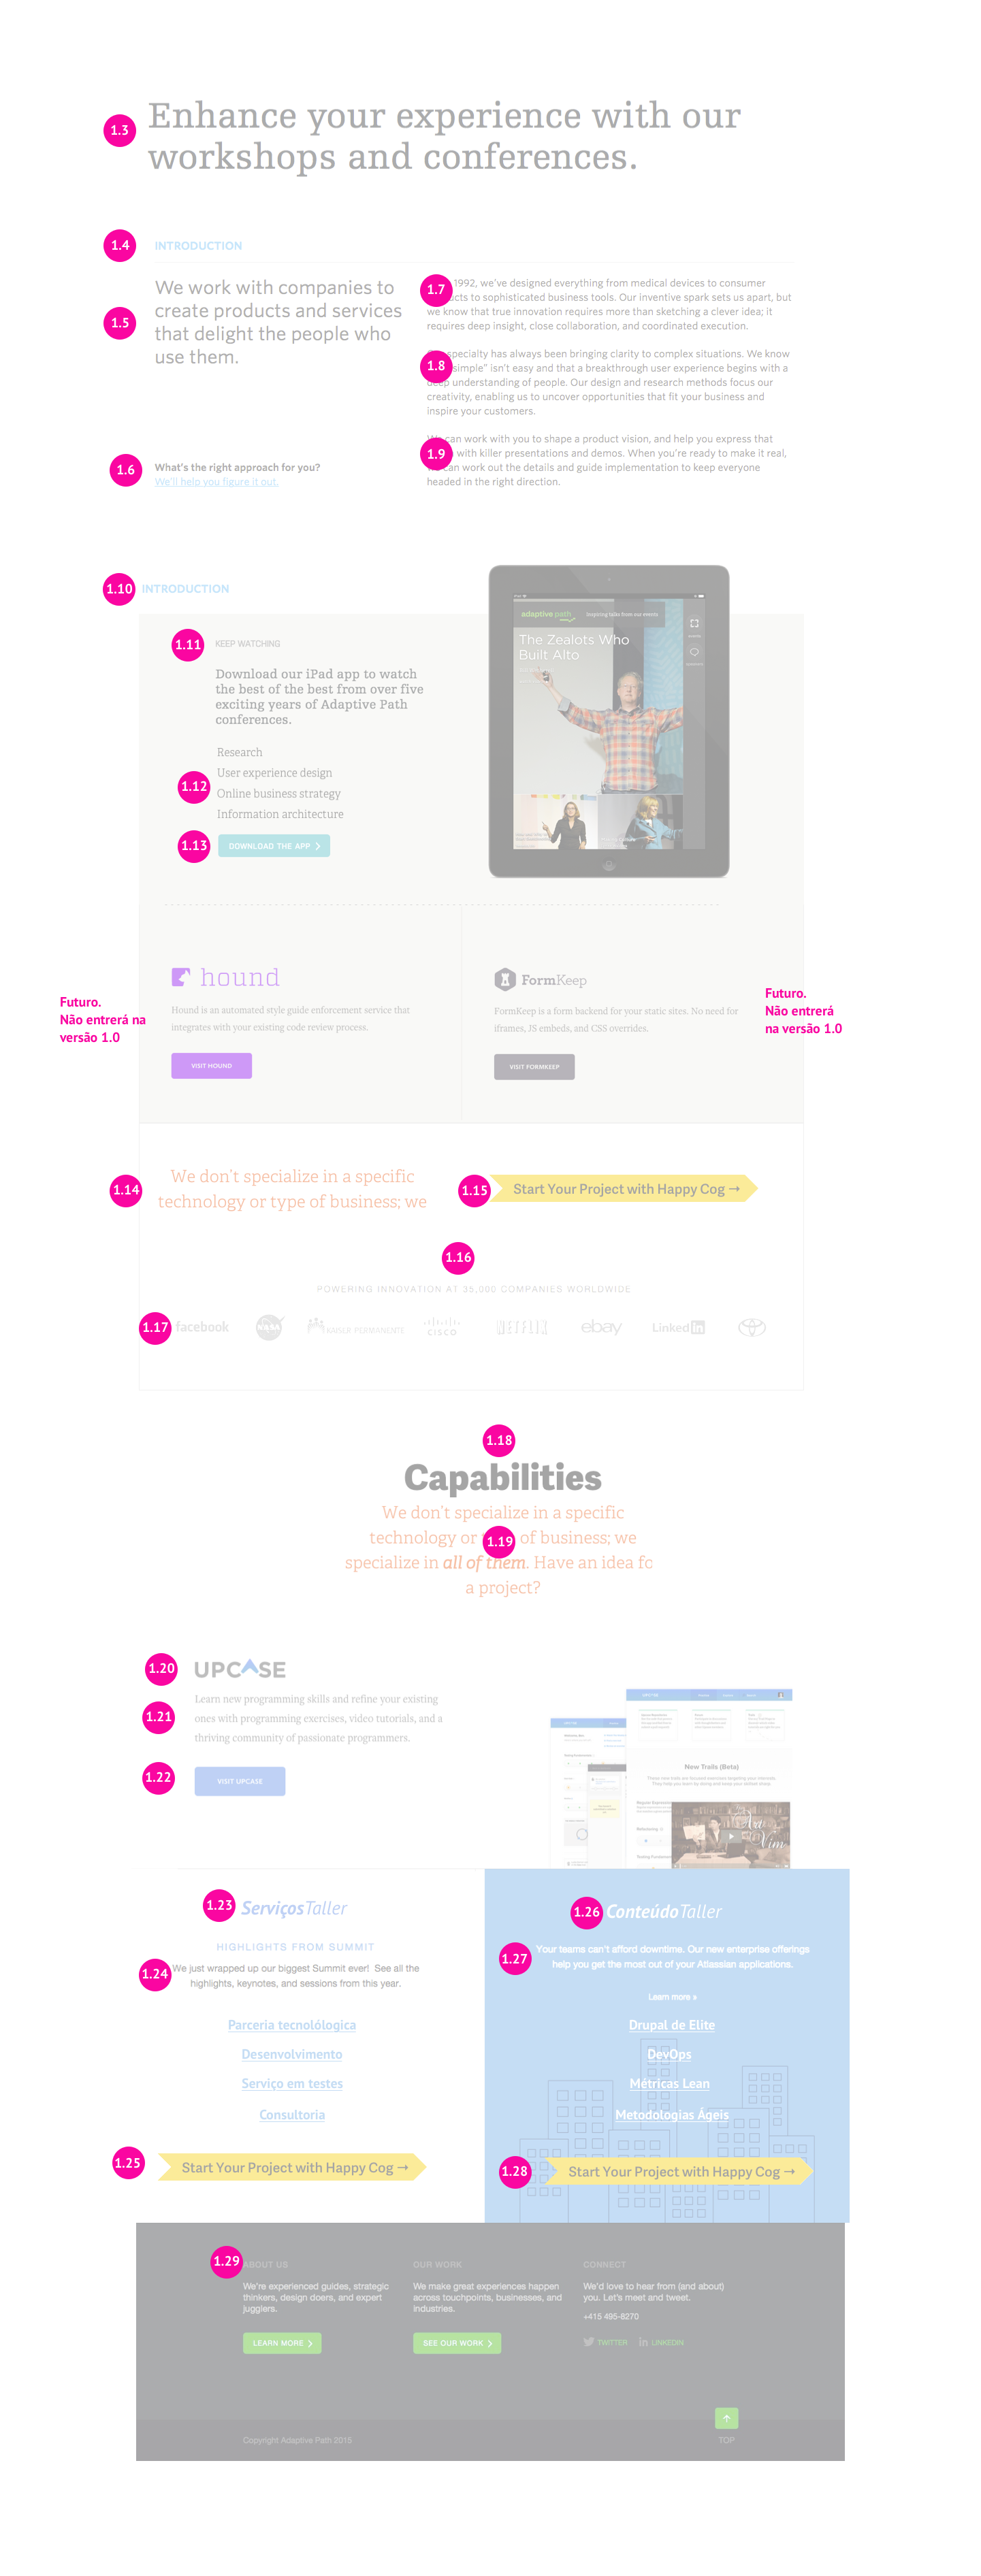 1.3
Enhance your experience with our
workshops and conferences.
1.4
INTRODUCTION
1.5
We work with companies to
create products and services
that delight the people who
use them.
1.6
What's the right approach for you?
We'll help you figure it out.
1.7
1992, we've designed everything from medical devices to consumer
to sophisticated business tools. Our inventive spark sets us apart, but
we know that true innovation requires more than sketching a clever idea; it
requires deep insight, close collaboration, and coordinated execution.
1.8
specialty has always been bringing clarity to complex situations. We know
simple" isn't easy and that a breakthrough user experience begins with a
deep understanding of people. Our design and research methods focus our
creativity, enabling us to uncover opportunities that fit your business and
inspire your customers.
1.9
We can work with you to shape a product vision, and help you express that
with killer presentations and demos. When you're ready to make it real,
we can work out the details and guide implementation to keep everyone
headed in the right direction.
1.10
INTRODUCTION
1.11
KEEP WATCHING
Download our iPad app to watch
the best of the best from over five
exciting years of Adaptive Path
conferences.
1.12
Research
User experience design
Online business strategy
Information architecture
1.13
DOWNLOAD THE APP
adaptive path
Inspiring talks from our events
The Zealots Who
Built Alto
Futuro.
Não entrerá na
versão 1.0
hound
Hound is an automated style guide enforcement service that
integrates with your existing code review process.
VISIT HOUND
FormKeep
FormKeep is a form backend for your static sites. No need for
iframes, JS embeds, and CSS overrides.
VISIT FORMKEEP
Futuro.
Não entrerá
na versão 1.0
1.14
We don't specialize in a specific
technology or type of business; we
1.15
Start Your Project with Happy Cog →
1.16
POWERING INNOVATION AT 35,000 COMPANIES WORLDWIDE
1.17
facebook
NASA
KAISER PERMANENTE
CISCO
NETFLIX
ebay
Linked in
1.18
Capabilities
We don't specialize in a specific
technology or of business; we
1.19
specialize in all of them. Have an idea fo
a project?
1.20
UPCASE
1.21
Learn new programming skills and refine your existing
ones with programming exercises, video tutorials, and a
thriving community of passionate programmers.
1.22
VISIT UPCASE
New Trails (Beta)
1.23
ServiçosTaller
HIGHLIGHTS FROM SUMMIT
1.24
We just wrapped up our biggest Summit ever! See all the
highlights, keynotes, and sessions from this year.
Parceria tecnolólogica
Desenvolvimento
Serviço em testes
Consultoria
1.25
Start Your Project with Happy Cog →
1.26
ConteúdoTaller
1.27
Your teams can't afford downtime. Our new enterprise offerings
help you get the most out of your Atlassian applications.
Learn more »
Drupal de Elite
DevOps
Métricas Lean
Metodologias Ágeis
1.28
Start Your Project with Happy Cog →
1.29
ABOUT US
We're experienced guides, strategic
thinkers, design doers, and expert
jugglers.
LEARN MORE
OUR WORK
We make great experiences happen
across touchpoints, businesses, and
industries.
SEE OUR WORK
CONNECT
We'd love to hear from (and about)
you. Let's meet and tweet.
+415 495-8270
TWITTER
in LINKEDIN
Copyright Adaptive Path 2015
TOP